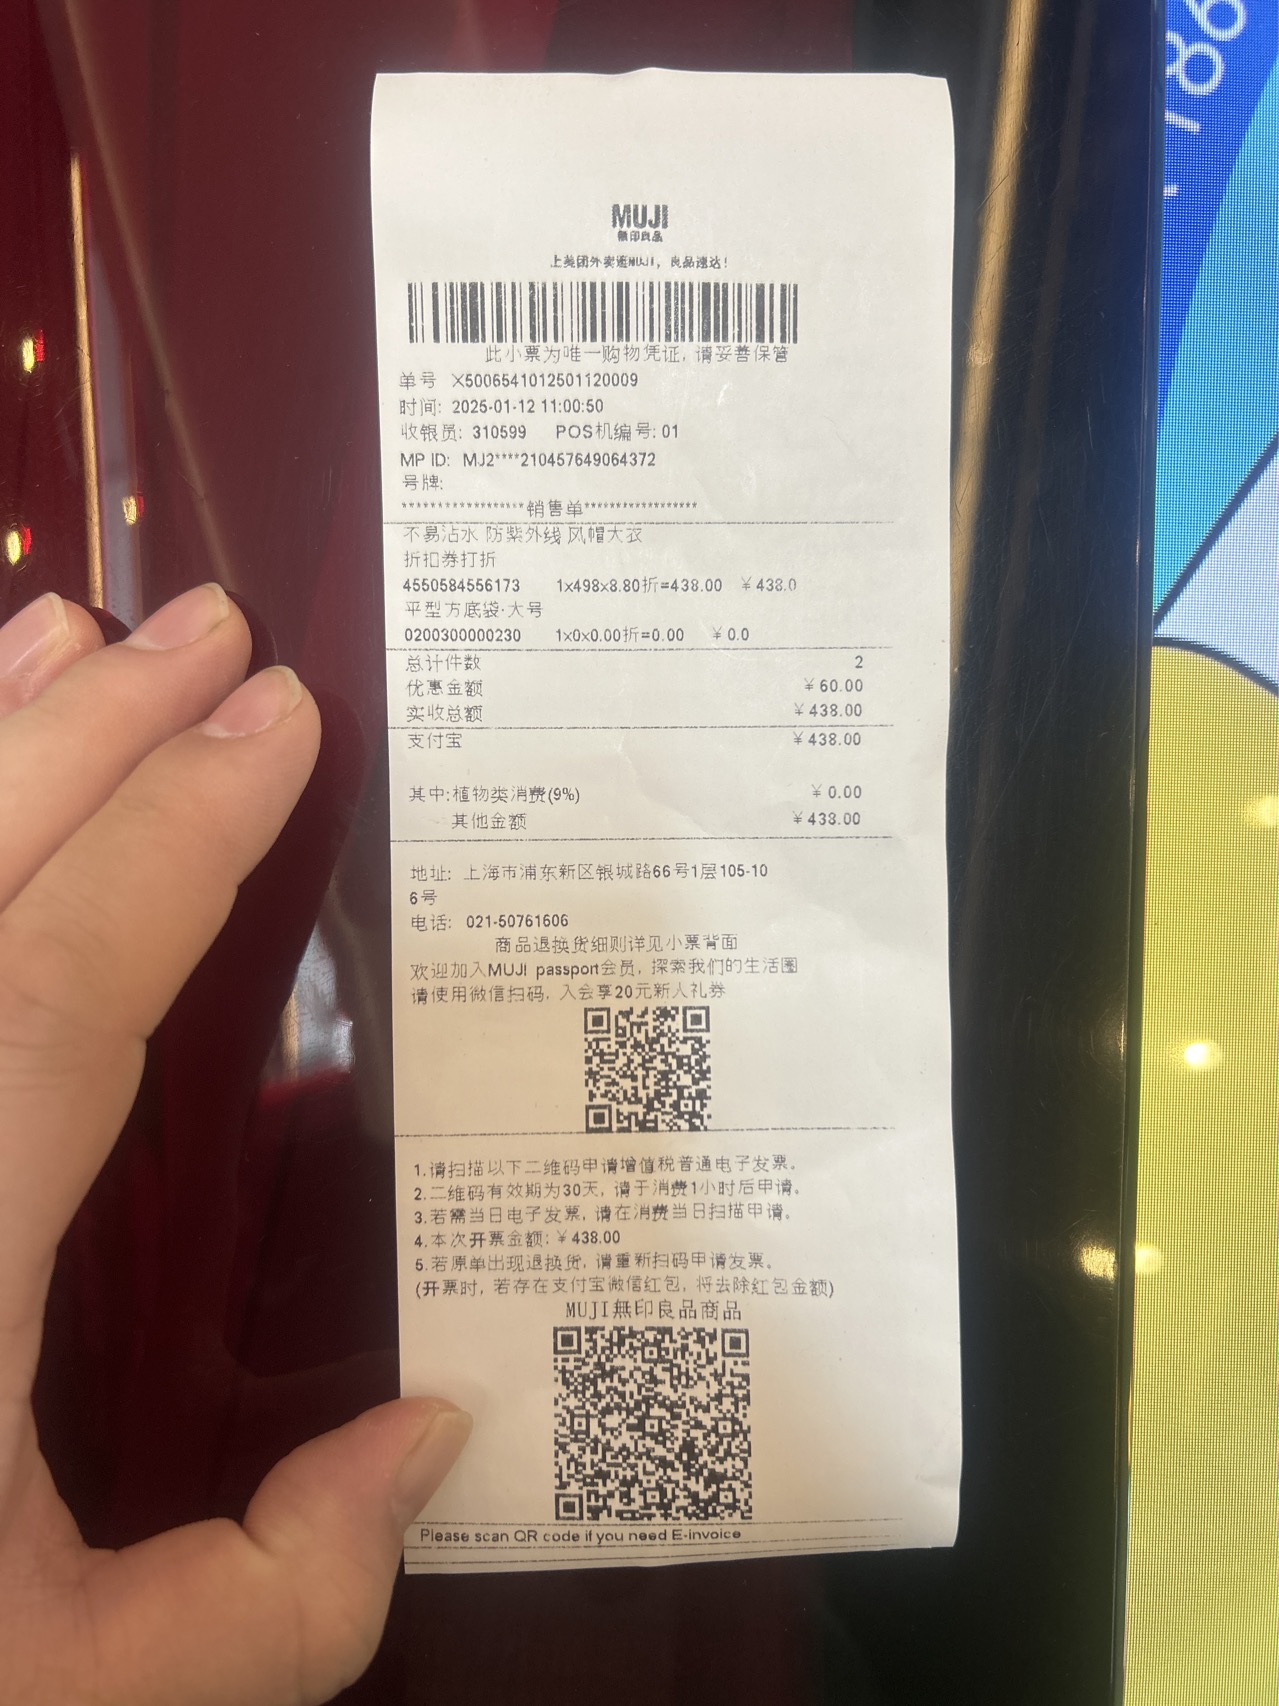 MUJI
無印良品
上美团外卖逛MUJI，良品速达！
此小票为唯一购物凭证, 请妥善保管
单号 X5006541012501120009
时间: 2025-01-12 11:00:50
收银员: 310599 POS机编号: 01
MP ID: MJ2****210457649064372
号牌:
******************销售单*****************
不易沾水 防紫外线 风帽大衣
折扣券打折
4550584556173 1x498x8.80折=438.00 ￥438.0
平型方底袋·大号
0200300000230 1x0x0.00折=0.00 ￥0.0
总计件数 2
优惠金额 ￥60.00
实收总额 ￥438.00
支付宝 ￥438.00
其中:植物类消费(9%) ￥0.00
其他金额 ￥438.00
地址: 上海市浦东新区银城路66号1层105-10
6号
电话: 021-50761606
商品退换货细则详见小票背面
欢迎加入MUJI passport会员, 探索我们的生活圈
请使用微信扫码, 入会享20元新人礼券
1.请扫描以下二维码申请增值税普通电子发票。
2.二维码有效期为30天, 请于消费1小时后申请。
3.若需当日电子发票, 请在消费当日扫描申请。
4.本次开票金额: ￥438.00
5.若原单出现退换货, 请重新扫码申请发票。
(开票时, 若存在支付宝微信红包, 将去除红包金额)
MUJI無印良品商品
Please scan QR code if you need E-invoice